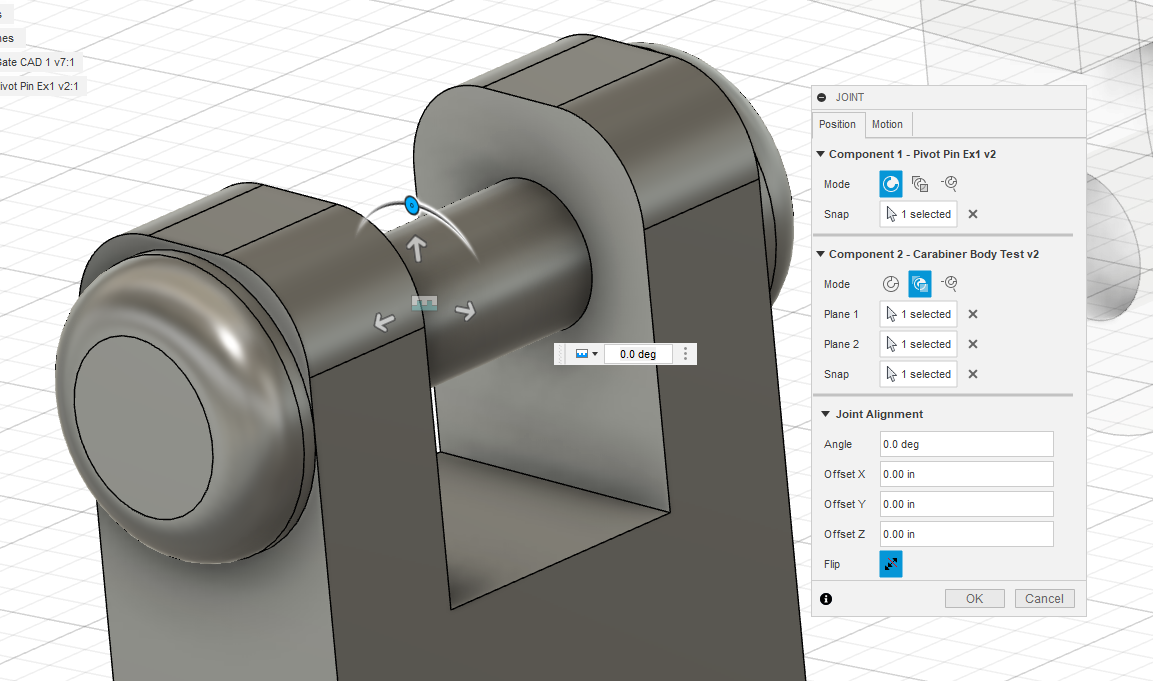 s
nes
Gate CAD 1 v7:1
ivot Pin Ex1 v2:1
JOINT
Position Motion
Component 1 - Pivot Pin Ex1 v2
Mode
Snap 1 selected
Component 2 - Carabiner Body Test v2
Mode
Plane 1 1 selected
Plane 2 1 selected
Snap 1 selected
0.0 deg
Joint Alignment
Angle 0.0 deg
Offset X 0.00 in
Offset Y 0.00 in
Offset Z 0.00 in
Flip
OK Cancel